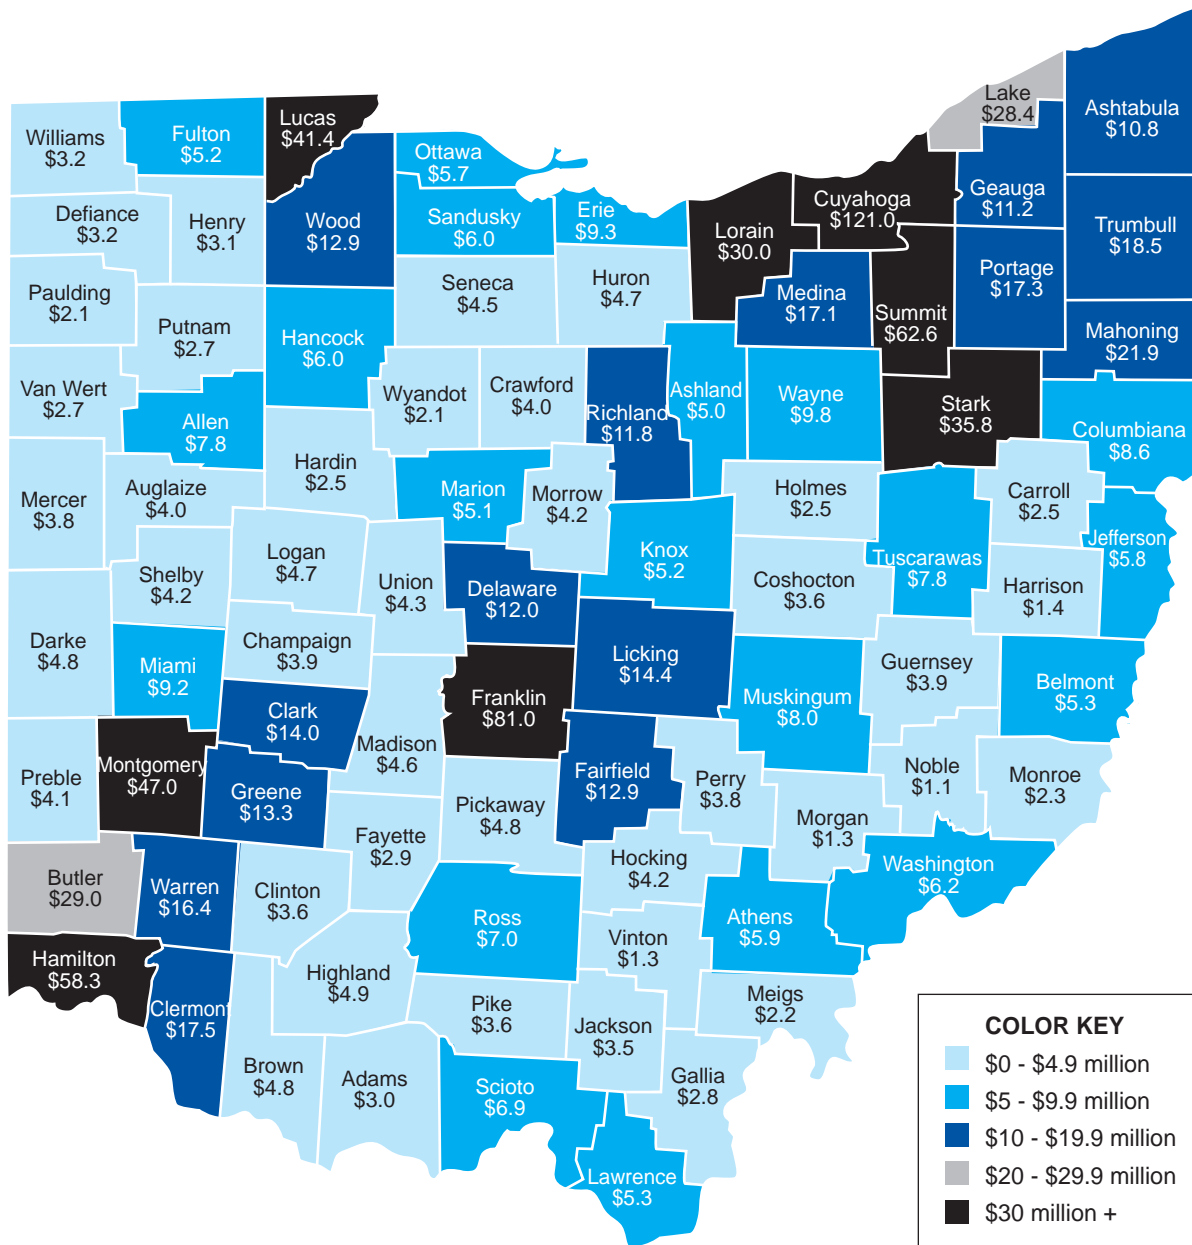 Lake
$28.4
Ashtabula
$10.8
Williams
$3.2
Fulton
$5.2
Lucas
$41.4
Ottawa
$5.7
Geauga
$11.2
Cuyahoga
$121.0
Trumbull
$18.5
Defiance
$3.2
Henry
$3.1
Wood
$12.9
Sandusky
$6.0
Erie
$9.3
Lorain
$30.0
Portage
$17.3
Paulding
$2.1
Seneca
$4.5
Huron
$4.7
Medina
$17.1
Summit
$62.6
Mahoning
$21.9
Putnam
$2.7
Hancock
$6.0
Van Wert
$2.7
Allen
$7.8
Wyandot
$2.1
Crawford
$4.0
Richland
$11.8
Ashland
$5.0
Wayne
$9.8
Stark
$35.8
Columbiana
$8.6
Mercer
$3.8
Auglaize
$4.0
Hardin
$2.5
Marion
$5.1
Morrow
$4.2
Holmes
$2.5
Carroll
$2.5
Jefferson
$5.8
Shelby
$4.2
Logan
$4.7
Union
$4.3
Delaware
$12.0
Knox
$5.2
Coshocton
$3.6
Tuscarawas
$7.8
Harrison
$1.4
Darke
$4.8
Miami
$9.2
Champaign
$3.9
Licking
$14.4
Guernsey
$3.9
Belmont
$5.3
Clark
$14.0
Franklin
$81.0
Muskingum
$8.0
Preble
$4.1
Montgomery
$47.0
Greene
$13.3
Madison
$4.6
Pickaway
$4.8
Fairfield
$12.9
Perry
$3.8
Morgan
$1.3
Noble
$1.1
Monroe
$2.3
Fayette
$2.9
Hocking
$4.2
Washington
$6.2
Butler
$29.0
Warren
$16.4
Clinton
$3.6
Ross
$7.0
Athens
$5.9
Vinton
$1.3
Hamilton
$58.3
Clermont
$17.5
Highland
$4.9
Pike
$3.6
Jackson
$3.5
Meigs
$2.2
Brown
$4.8
Adams
$3.0
Scioto
$6.9
Gallia
$2.8
Lawrence
$5.3
COLOR KEY
$0 - $4.9 million
$5 - $9.9 million
$10 - $19.9 million
$20 - $29.9 million
$30 million +